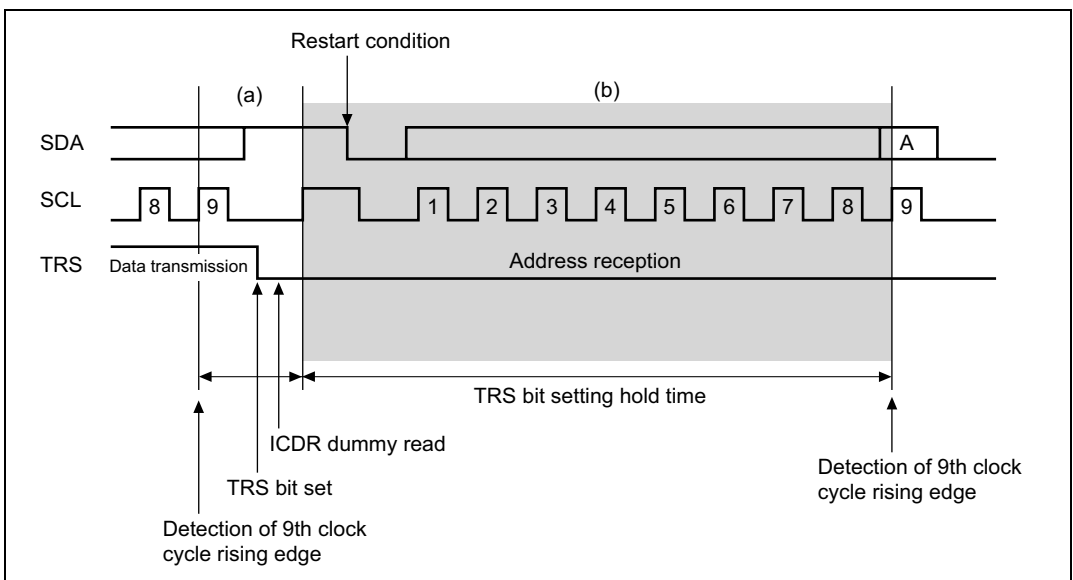 Restart condition
(a)
(b)
SDA
A
SCL
8
9
1
2
3
4
5
6
7
8
9
TRS
Data transmission
Address reception
TRS bit setting hold time
ICDR dummy read
TRS bit set
Detection of 9th clock
cycle rising edge
Detection of 9th clock
cycle rising edge